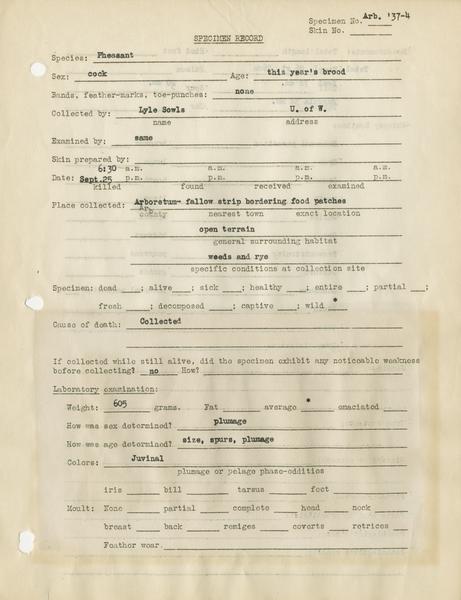 Specimen No. Arb. '37-4
Skin No.
SPECIMEN RECORD
Species: Pheasant
Sex: cock Age: this year's brood
Bands, feather-marks, toe-punches: none
Collected by: Lyle Sowls U. of W.
name address
Examined by: same
Skin prepared by:
6:30 a.m. a.m. a.m. a.m.
Date: Sept.25 p.m. p.m. p.m. p.m.
killed found received examined
Place collected: Arboretum- fallow strip bordering food patches
county nearest town exact location
open terrain
general surrounding habitat
weeds and rye
specific conditions at collection site
Specimen: dead ; alive ; sick ; healthy ; entire ; partial ;
fresh ; decomposed ; captive ; wild *
Cause of death: Collected
If collected while still alive, did the specimen exhibit any noticeable weakness
before collecting? no How?
Laboratory examination:
Weight: 605 grams. Fat average * emaciated
How was sex determined? plumage
How was age determined? size, spurs, plumage
Colors: Juvinal
plumage or pelage phase-oddities
iris bill tarsus foot
Moult: None partial complete head neck
breast back remiges coverts retrices
Feather wear.